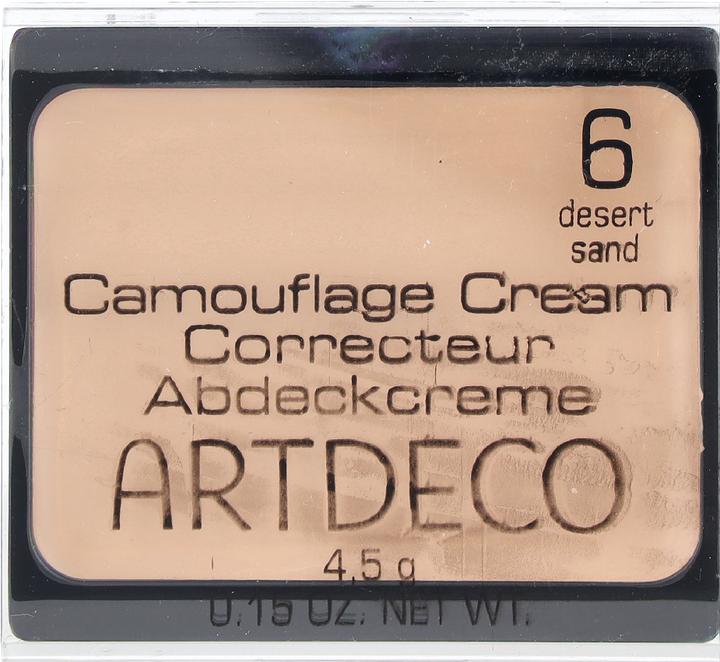 6
desert
sand
Camouflage Cream
Correcteur
Abdeckcreme
ARTDECO
4,5 g
0.15 OZ. NET WT.